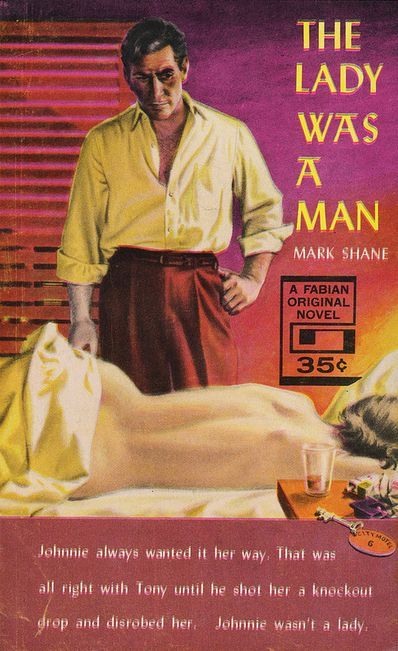 THE
LADY
WAS
A
MAN
MARK SHANE
A FABIAN
ORIGINAL
NOVEL
35¢
CITY MOTEL
6
Johnnie always wanted it her way. That was
all right with Tony until he shot her a knockout
drop and disrobed her. Johnnie wasn't a lady.